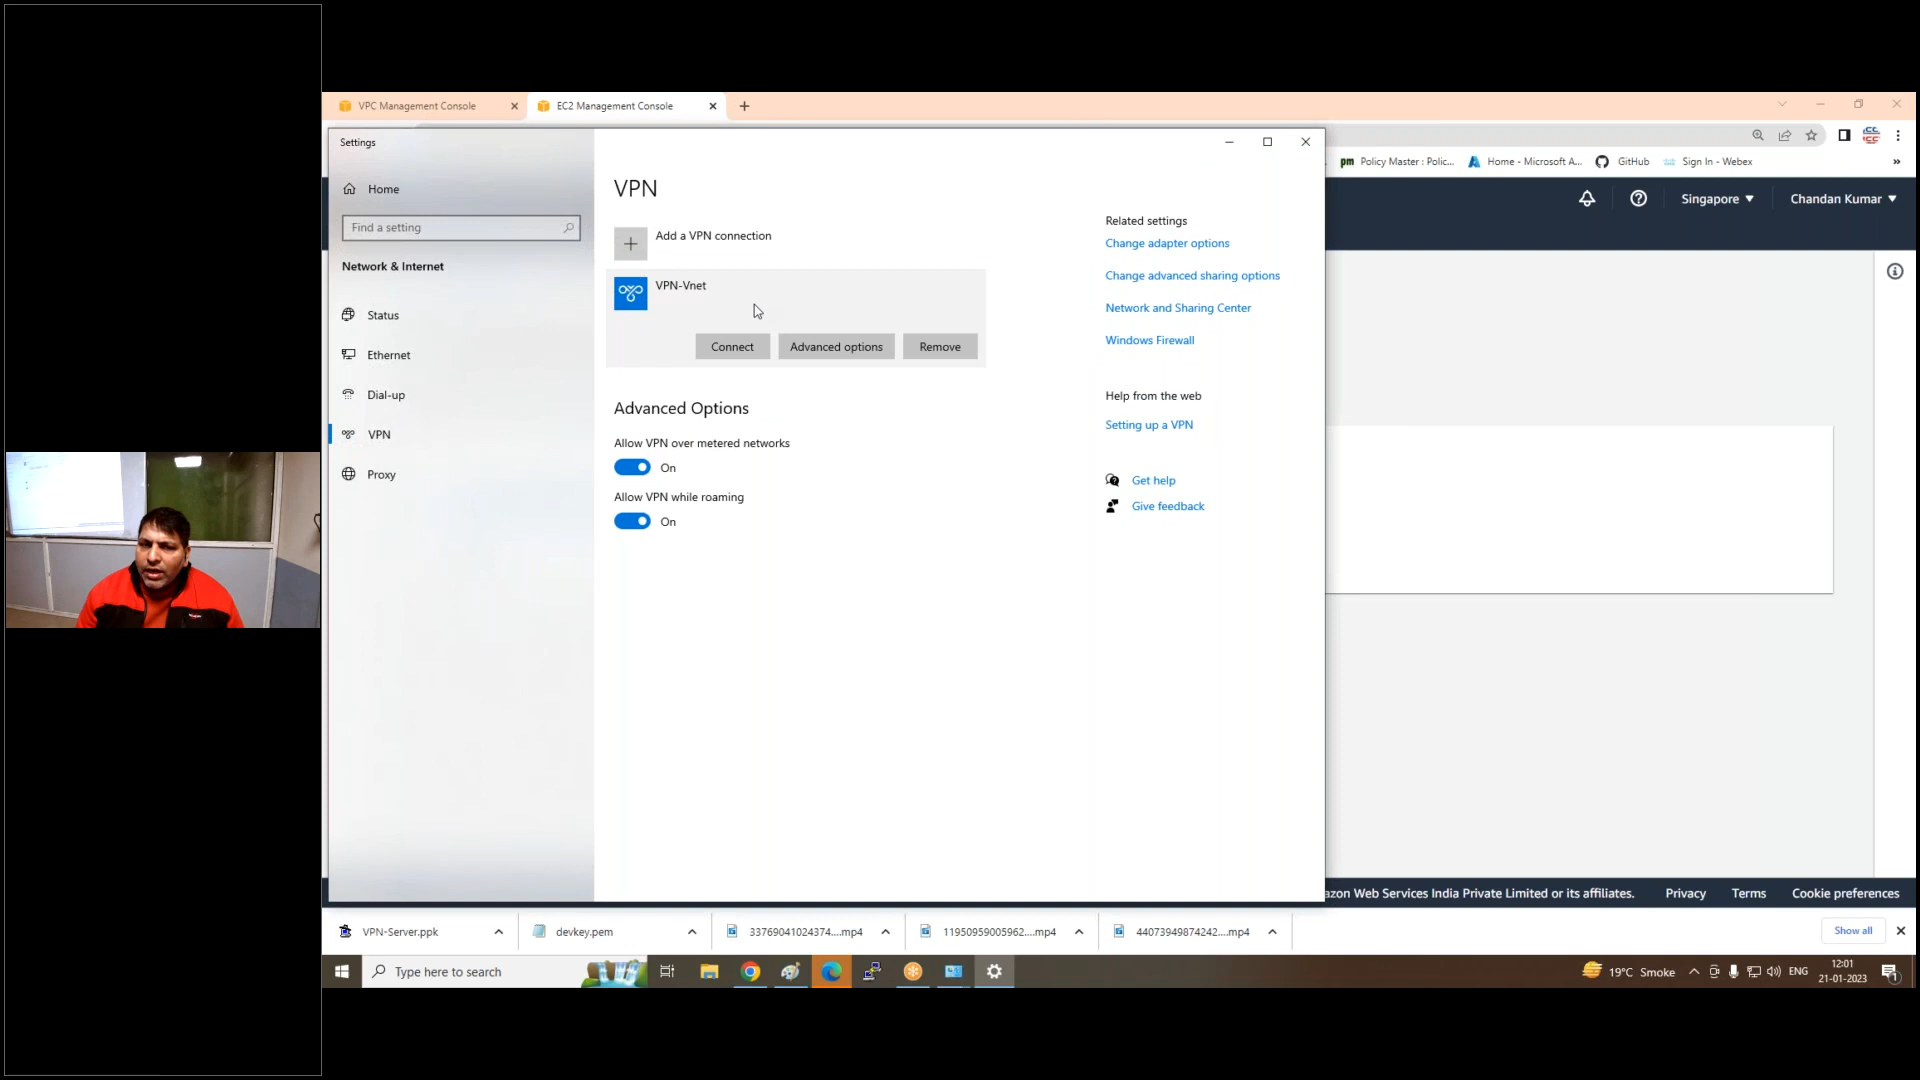 VPC Management Console
EC2 Management Console
Policy Master : Polic...
Home - Microsoft A...
GitHub
Sign In - Webex
»
Singapore
Chandan Kumar
Settings
Home
Find a setting
Network & Internet
Status
Ethernet
Dial-up
VPN
Proxy
VPN
Add a VPN connection
VPN-Vnet
Connect
Advanced options
Remove
Advanced Options
Allow VPN over metered networks
On
Allow VPN while roaming
On
Related settings
Change adapter options
Change advanced sharing options
Network and Sharing Center
Windows Firewall
Help from the web
Setting up a VPN
Get help
Give feedback
azon Web Services India Private Limited or its affiliates.
Privacy
Terms
Cookie preferences
VPN-Server.ppk
devkey.pem
33769041024374....mp4
11950959005962....mp4
44073949874242....mp4
Show all
Type here to search
19°C Smoke
ENG
12:01
21-01-2023